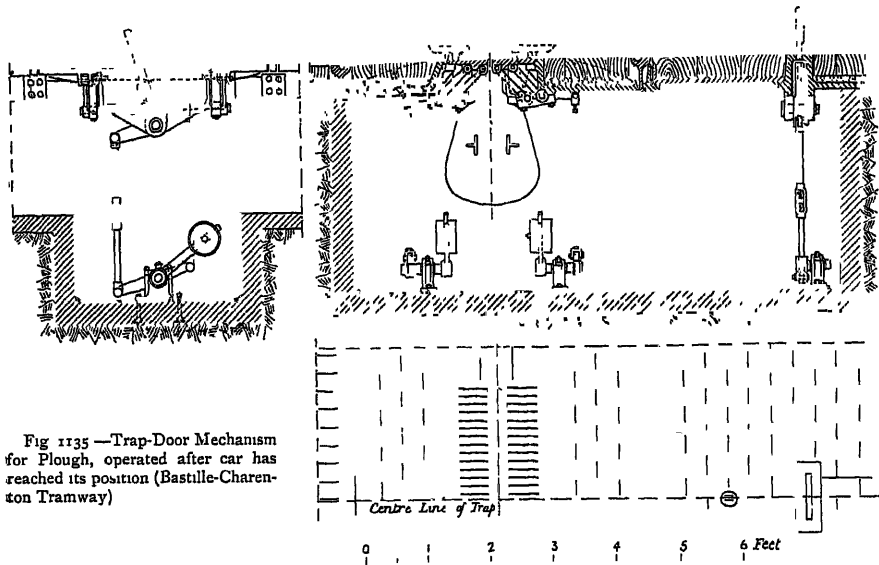 Fig 1135 —Trap-Door Mechanism
for Plough, operated after car has
reached its position (Bastille-Charen-
ton Tramway)
Centre Line of Trap
0 1 2 3 4 5 6 Feet